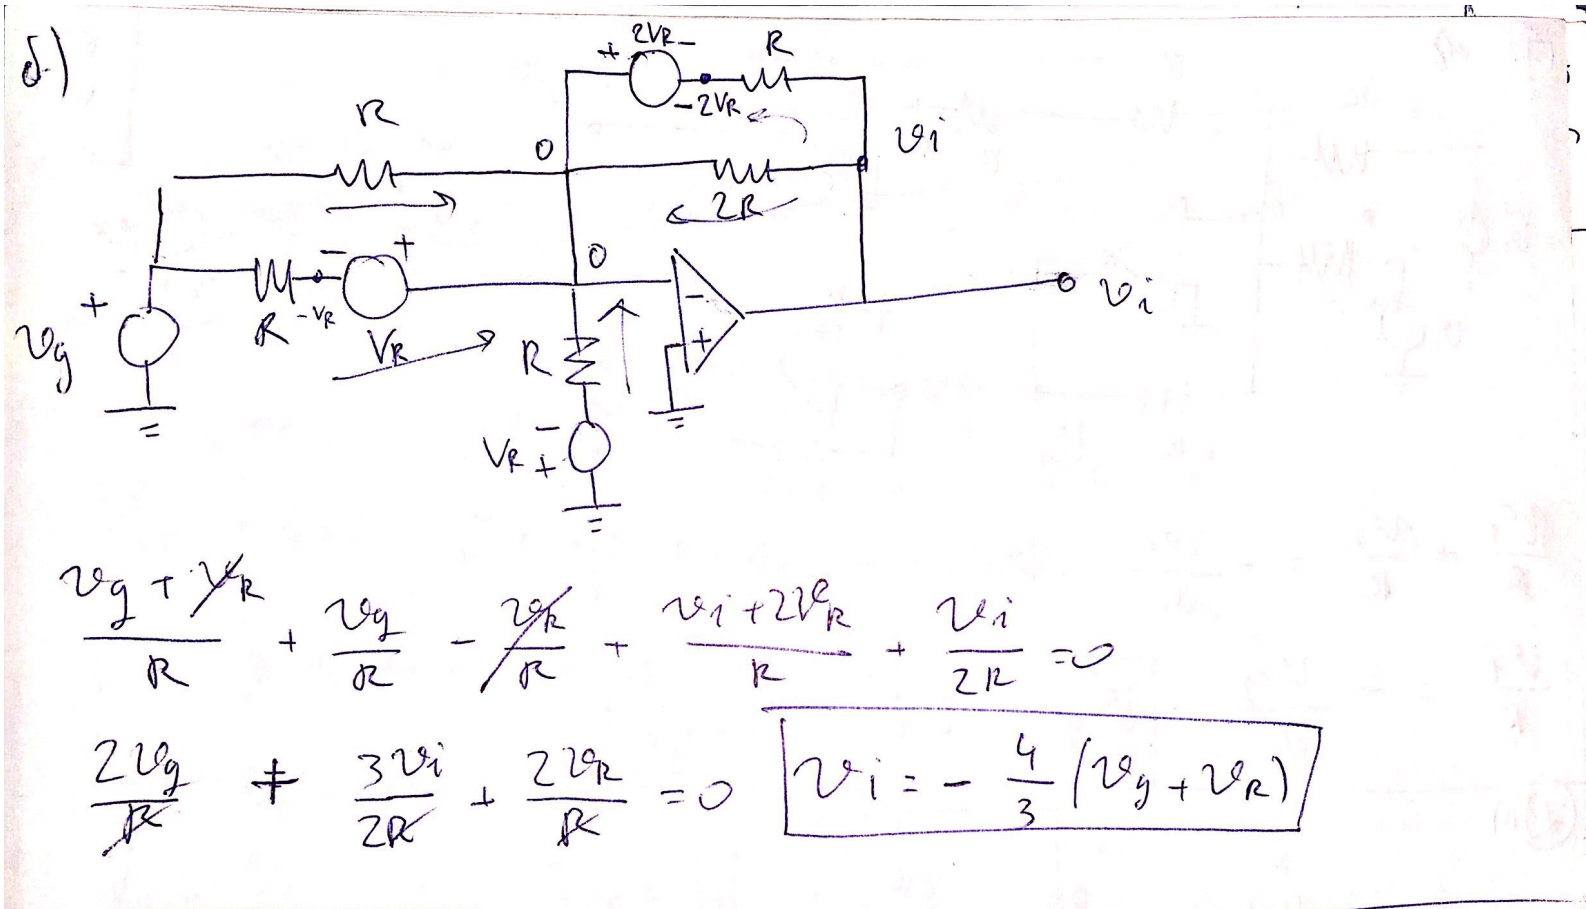 б)
+ 2VR - R
-2VR
R
0
vi
2R
0
- +
+
R -VR
vg
VR
R
-
+
vi
VR - +
(vg + VR)/R + vg/R - vR/R + (vi + 2vR)/R + vi/2R = 0
2vg/R + 3vi/2R + 2vR/R = 0 vi = - 4/3 (vg + vR)